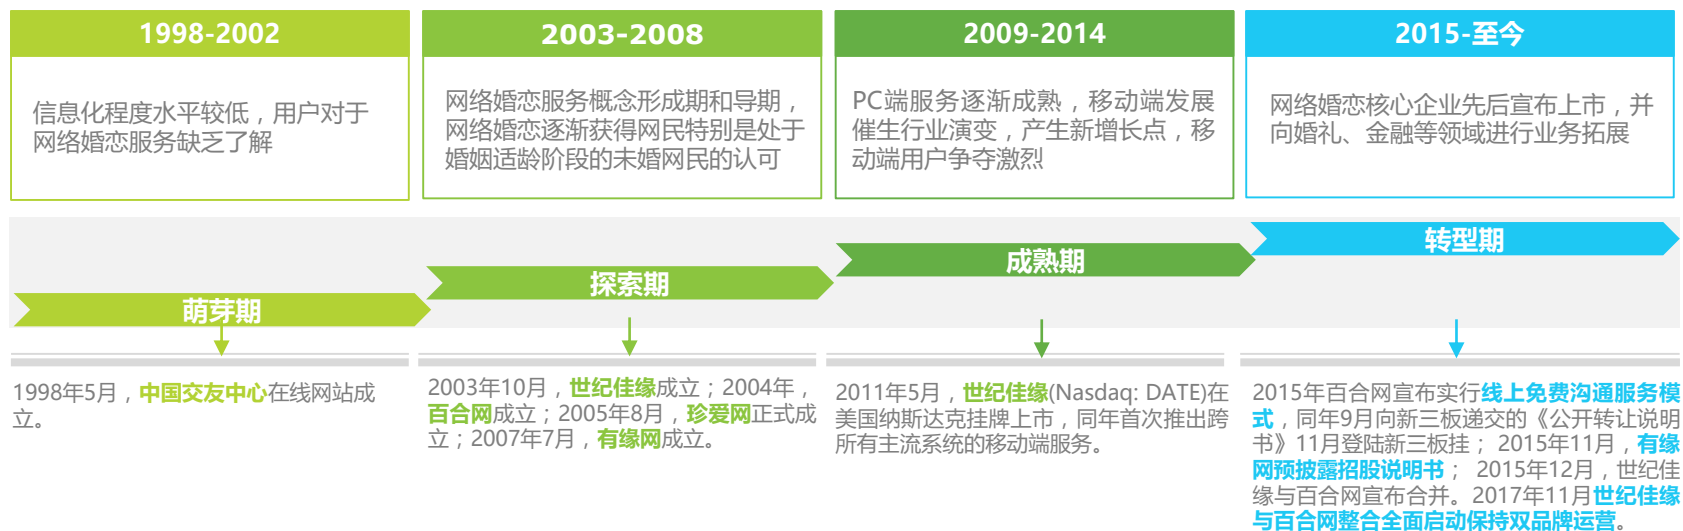 1998-2002
信息化程度水平较低，用户对于
网络婚恋服务缺乏了解
2003-2008
网络婚恋服务概念形成期和导期，
网络婚恋逐渐获得网民特别是处于
婚姻适龄阶段的未婚网民的认可
2009-2014
PC端服务逐渐成熟，移动端发展
催生行业演变，产生新增长点，移
动端用户争夺激烈
2015-至今
网络婚恋核心企业先后宣布上市，并
向婚礼、金融等领域进行业务拓展
萌芽期
探索期
成熟期
转型期
1998年5月，中国交友中心在线网站成
立。
2003年10月，世纪佳缘成立；2004年，
百合网成立；2005年8月，珍爱网正式成
立；2007年7月，有缘网成立。
2011年5月，世纪佳缘(Nasdaq: DATE)在
美国纳斯达克挂牌上市，同年首次推出跨
所有主流系统的移动端服务。
2015年百合网宣布实行线上免费沟通服务模
式，同年9月向新三板递交的《公开转让说明
书》11月登陆新三板挂； 2015年11月，有缘
网预披露招股说明书； 2015年12月，世纪佳
缘与百合网宣布合并。2017年11月世纪佳缘
与百合网整合全面启动保持双品牌运营。